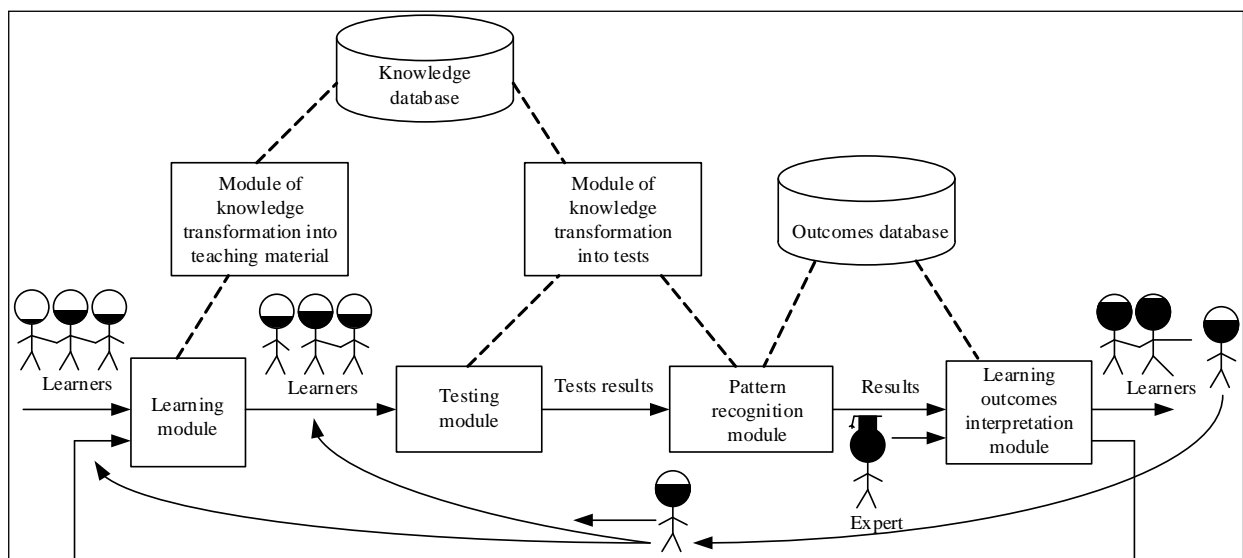 Knowledge
database
Module of
knowledge
transformation into
teaching material
Module of
knowledge
transformation
into tests
Outcomes database
Learners
Learning
module
Learners
Testing
module
Tests results
Pattern
recognition
module
Results
Expert
Learning
outcomes
interpretation
module
Learners